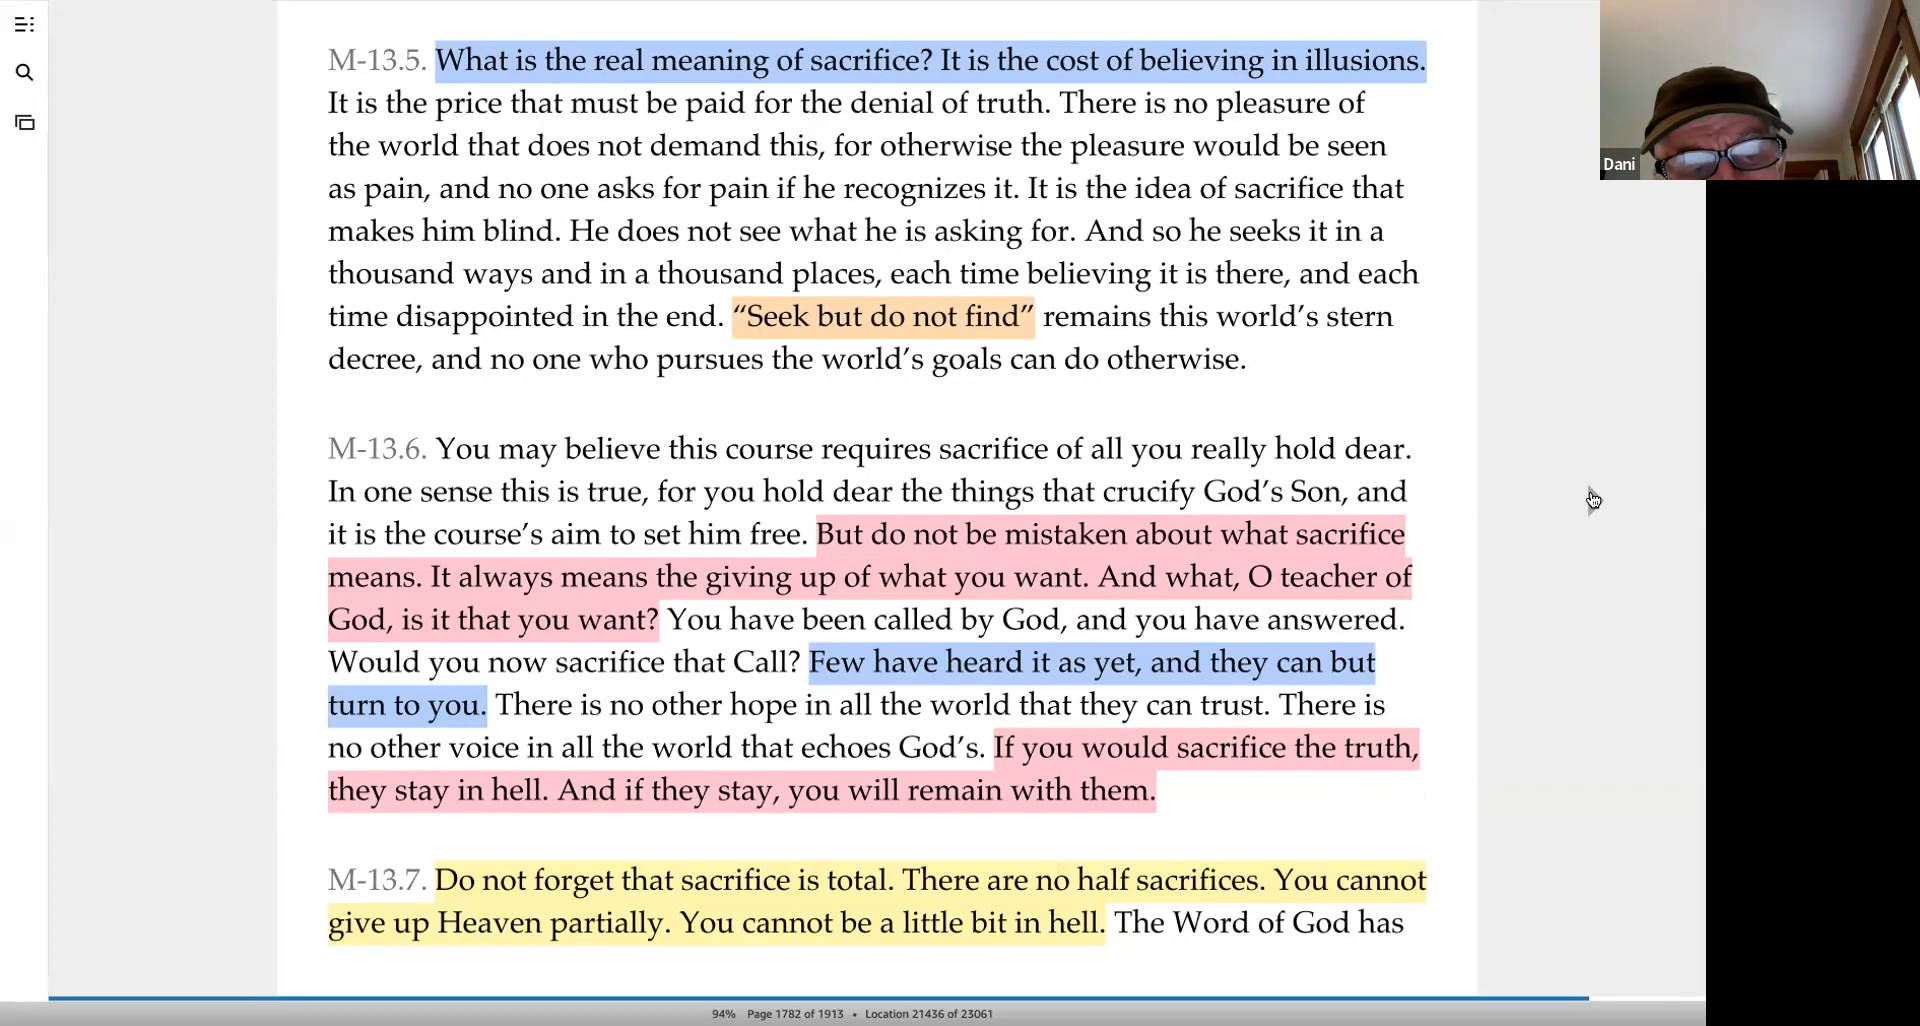 M-13.5. What is the real meaning of sacrifice? It is the cost of believing in illusions.
It is the price that must be paid for the denial of truth. There is no pleasure of
the world that does not demand this, for otherwise the pleasure would be seen
as pain, and no one asks for pain if he recognizes it. It is the idea of sacrifice that
makes him blind. He does not see what he is asking for. And so he seeks it in a
thousand ways and in a thousand places, each time believing it is there, and each
time disappointed in the end. “Seek but do not find” remains this world’s stern
decree, and no one who pursues the world’s goals can do otherwise.
M-13.6. You may believe this course requires sacrifice of all you really hold dear.
In one sense this is true, for you hold dear the things that crucify God’s Son, and
it is the course’s aim to set him free. But do not be mistaken about what sacrifice
means. It always means the giving up of what you want. And what, O teacher of
God, is it that you want? You have been called by God, and you have answered.
Would you now sacrifice that Call? Few have heard it as yet, and they can but
turn to you. There is no other hope in all the world that they can trust. There is
no other voice in all the world that echoes God’s. If you would sacrifice the truth,
they stay in hell. And if they stay, you will remain with them.
M-13.7. Do not forget that sacrifice is total. There are no half sacrifices. You cannot
give up Heaven partially. You cannot be a little bit in hell. The Word of God has
94% Page 1782 of 1913 • Location 21436 of 23061
Dani